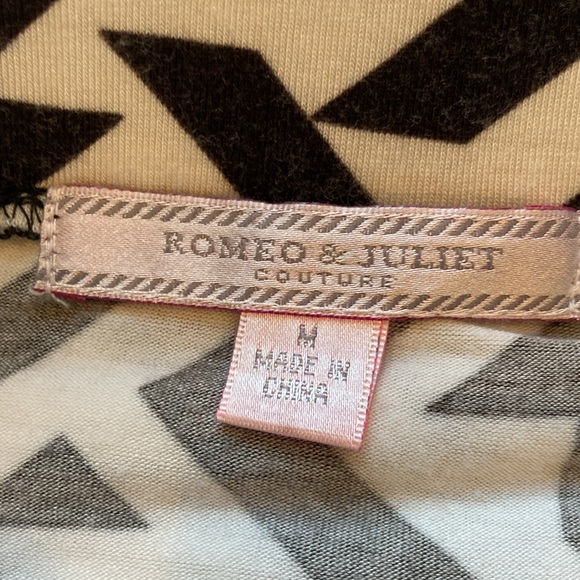 ROMEO & JULIET
COUTURE
M
MADE IN
CHINA